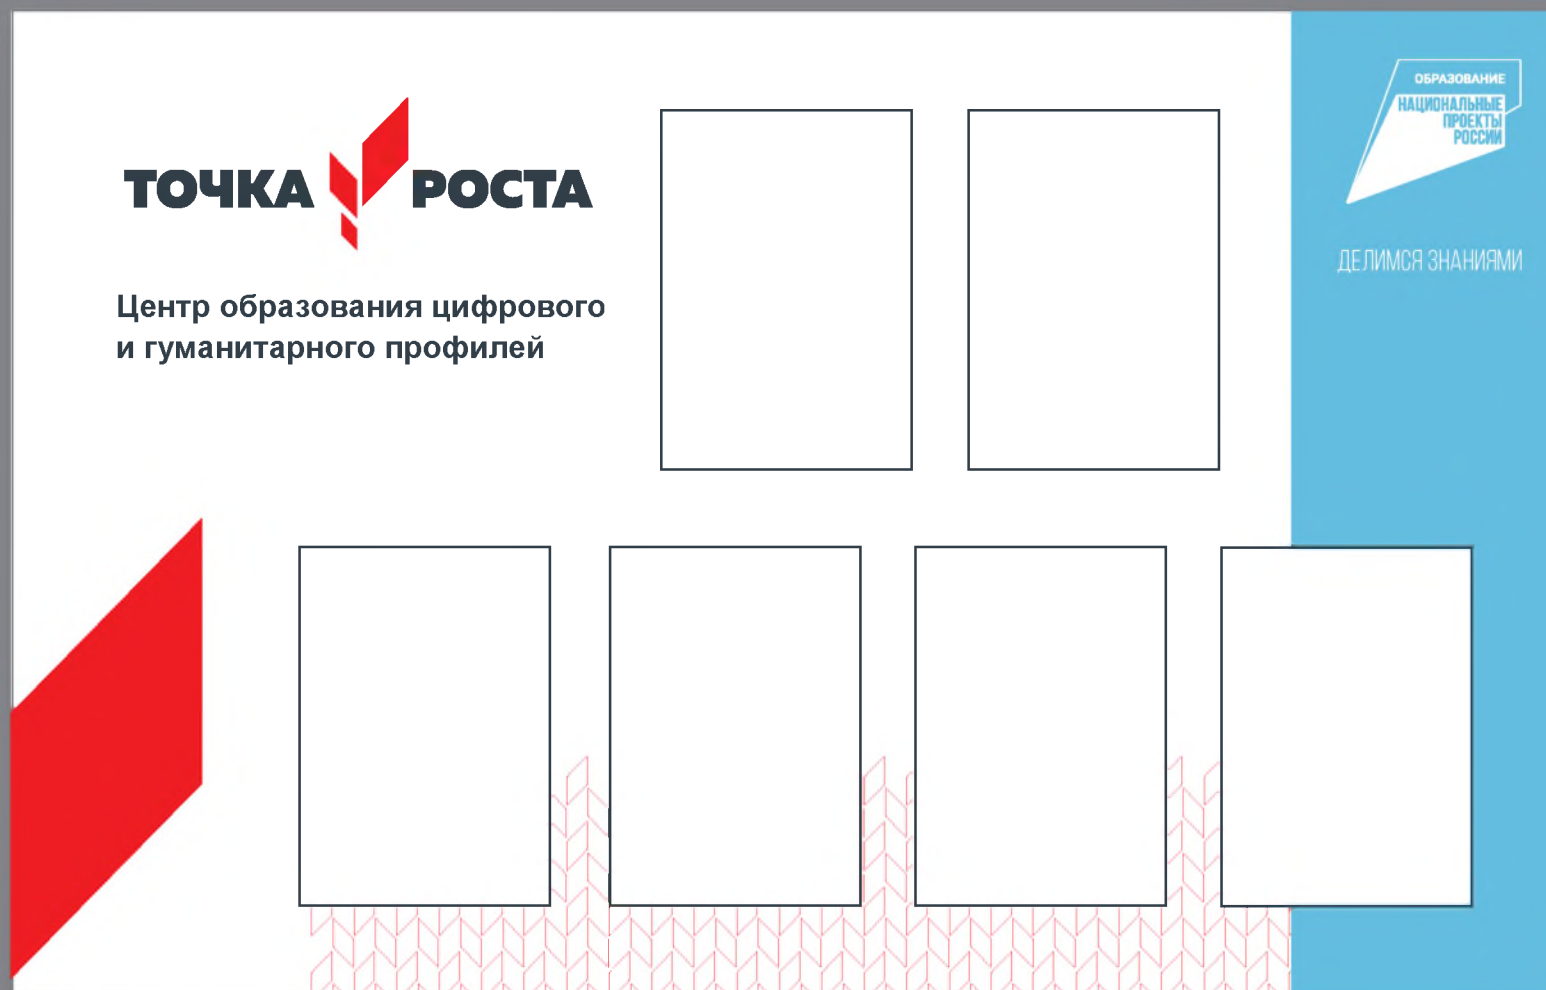 ТОЧКА РОСТА
Центр образования цифрового
и гуманитарного профилей
ОБРАЗОВАНИЕ
НАЦИОНАЛЬНЫЕ
ПРОЕКТЫ
РОССИИ
ДЕЛИМСЯ ЗНАНИЯМИ